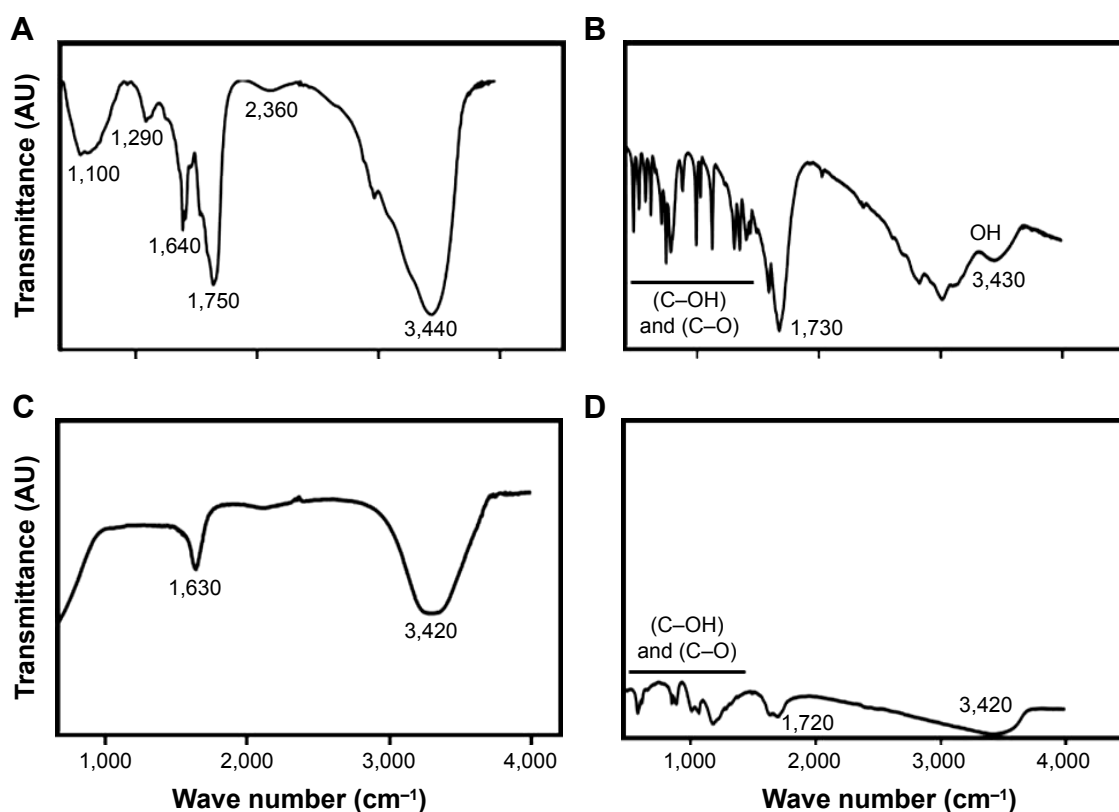 A
Transmittance (AU)
1,100
1,290
1,640
1,750
2,360
3,440
B
(C–OH)
and (C–O)
1,730
OH
3,430
C
Transmittance (AU)
1,630
3,420
1,000
2,000
3,000
4,000
Wave number (cm⁻¹)
D
(C–OH)
and (C–O)
1,720
3,420
1,000
2,000
3,000
4,000
Wave number (cm⁻¹)